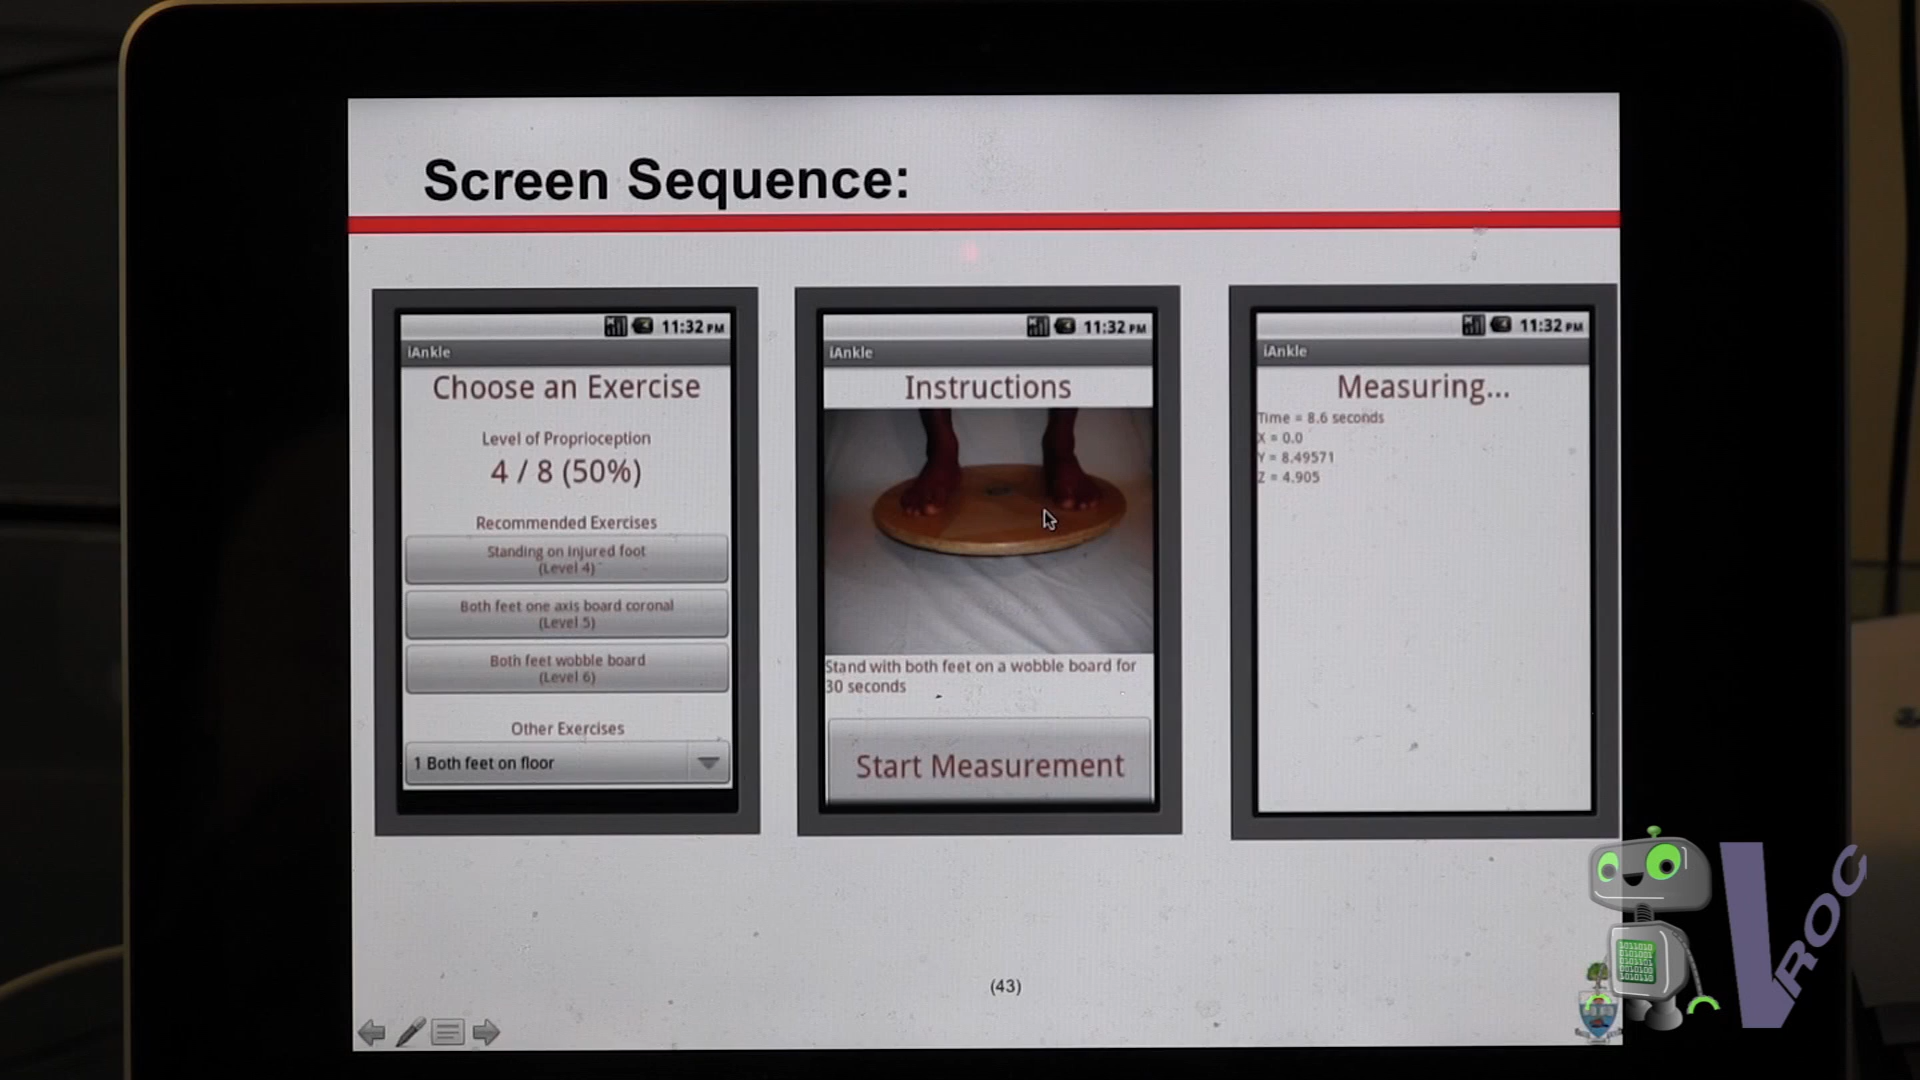 Screen Sequence:
11:32 PM
iAnkle
Choose an Exercise
Level of Proprioception
4 / 8 (50%)
Recommended Exercises
Standing on injured foot
(Level 4)
Both feet one axis board coronal
(Level 5)
Both feet wobble board
(Level 6)
Other Exercises
1 Both feet on floor
11:32 PM
iAnkle
Instructions
Stand with both feet on a wobble board for
30 seconds
Start Measurement
11:32 PM
iAnkle
Measuring...
Time = 8.6 seconds
X = 0.0
Y = 8.49571
Z = 4.905
(43)
VROC